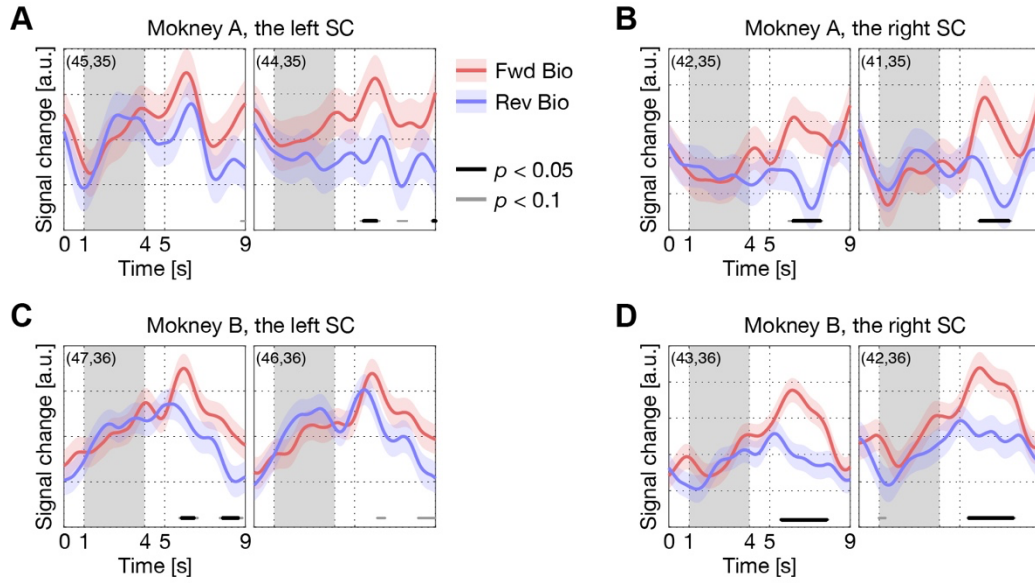 A
Mokney A, the left SC
Signal change [a.u.]
(45,35)
(44,35)
0 1 4 5 9
Time [s]
Fwd Bio
Rev Bio
p < 0.05
p < 0.1
B
Mokney A, the right SC
Signal change [a.u.]
(42,35)
(41,35)
0 1 4 5 9
Time [s]
C
Mokney B, the left SC
Signal change [a.u.]
(47,36)
(46,36)
0 1 4 5 9
Time [s]
D
Mokney B, the right SC
Signal change [a.u.]
(43,36)
(42,36)
0 1 4 5 9
Time [s]